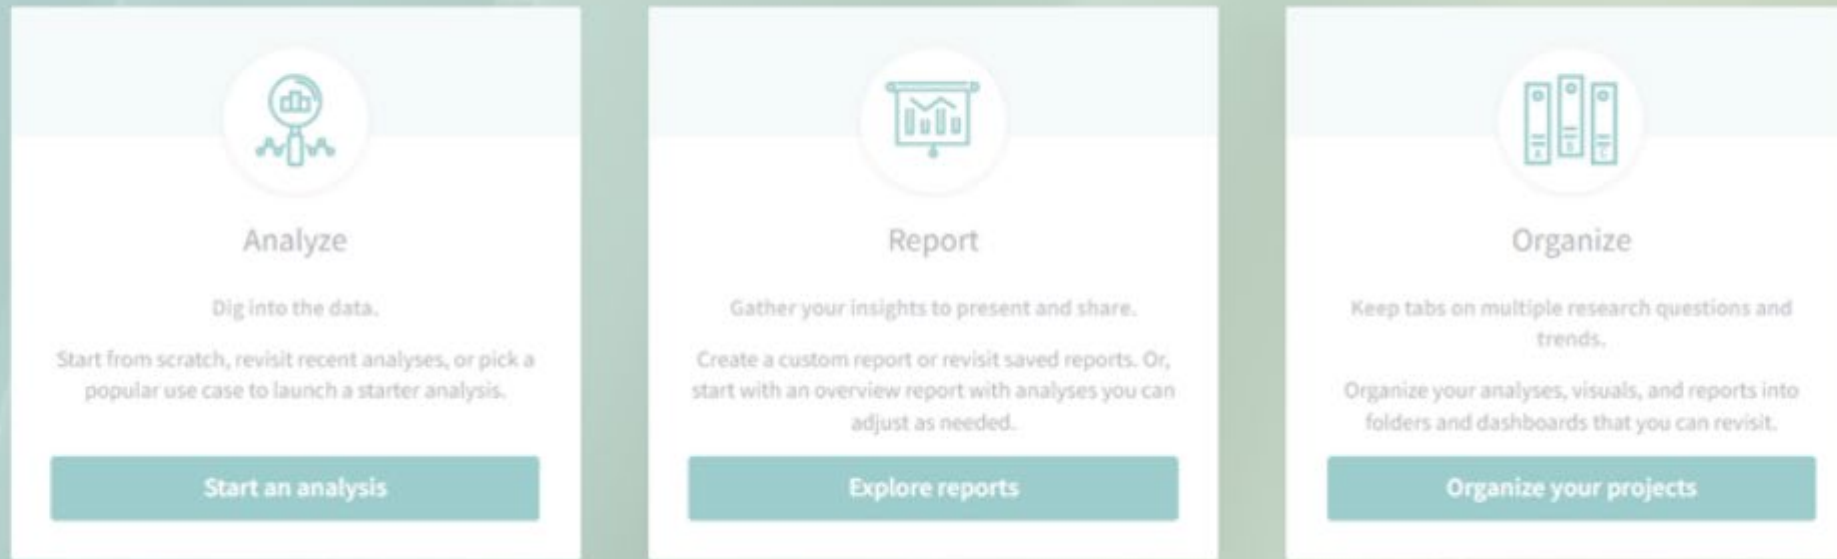 Analyze
Dig into the data.
Start from scratch, revisit recent analyses, or pick a
popular use case to launch a starter analysis.
Start an analysis
Report
Gather your insights to present and share.
Create a custom report or revisit saved reports. Or,
start with an overview report with analyses you can
adjust as needed.
Explore reports
A B C
Organize
Keep tabs on multiple research questions and
trends.
Organize your analyses, visuals, and reports into
folders and dashboards that you can revisit.
Organize your projects